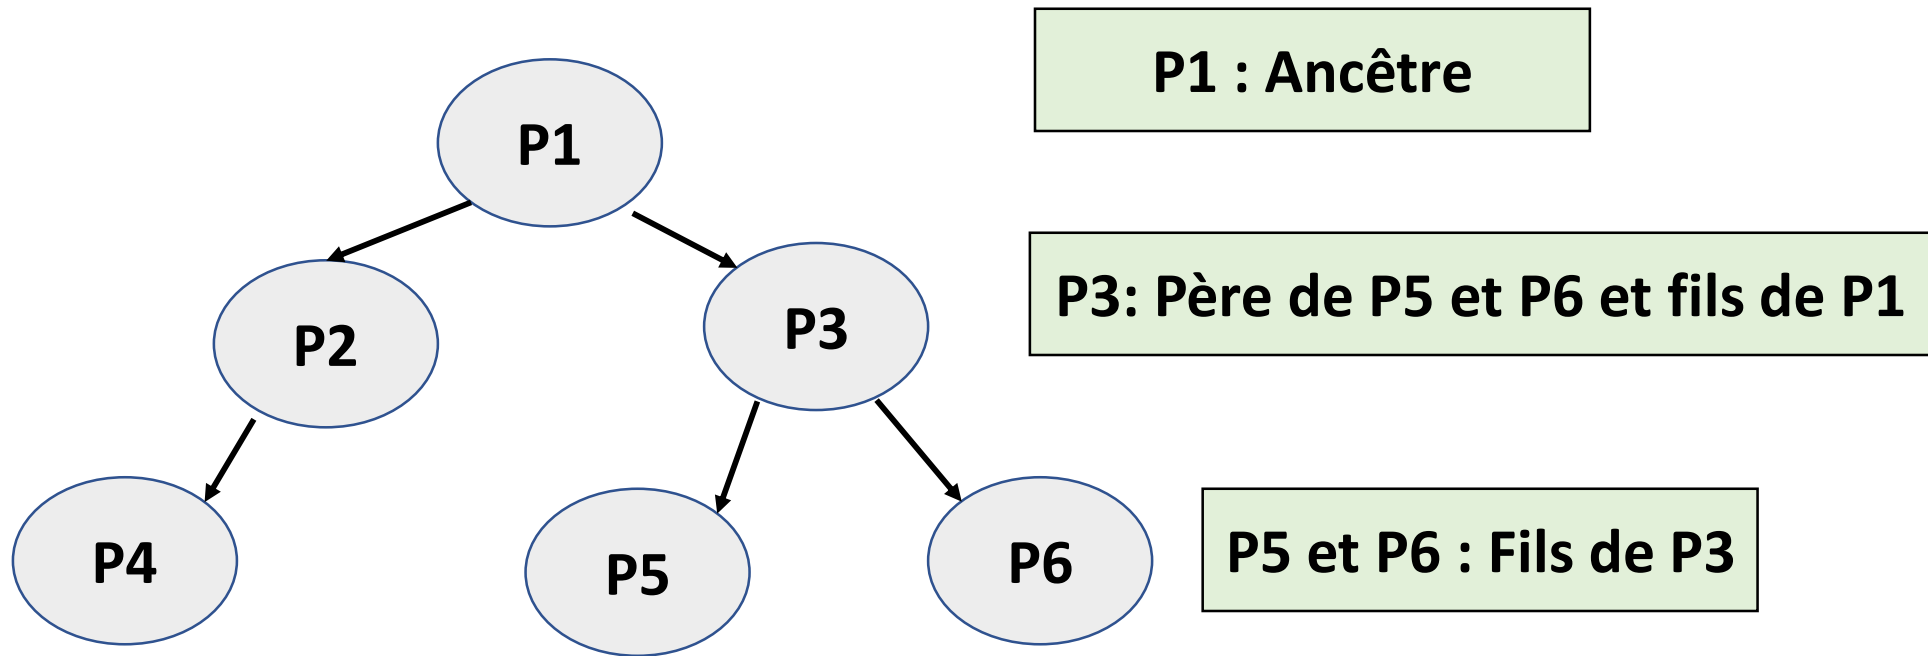 P1 : Ancêtre
P1
P3: Père de P5 et P6 et fils de P1
P2
P3
P5 et P6 : Fils de P3
P4
P5
P6